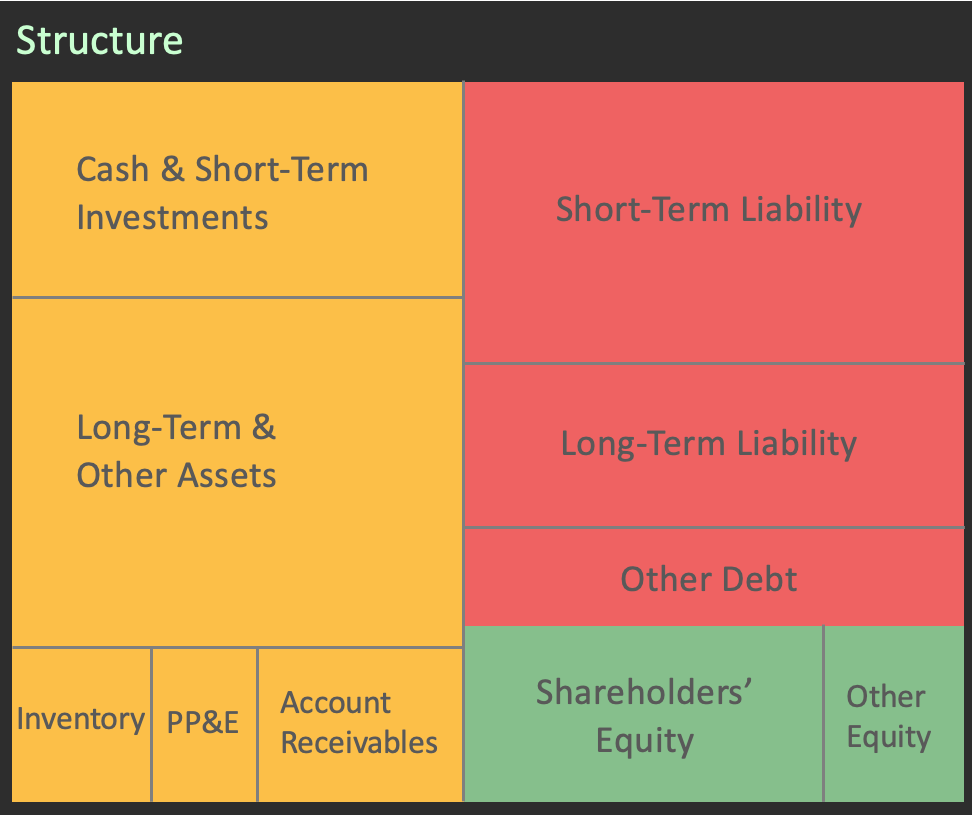 Structure
Cash & Short-Term
Investments
Short-Term Liability
Long-Term &
Other Assets
Long-Term Liability
Other Debt
Inventory
PP&E
Account
Receivables
Shareholders’
Equity
Other
Equity